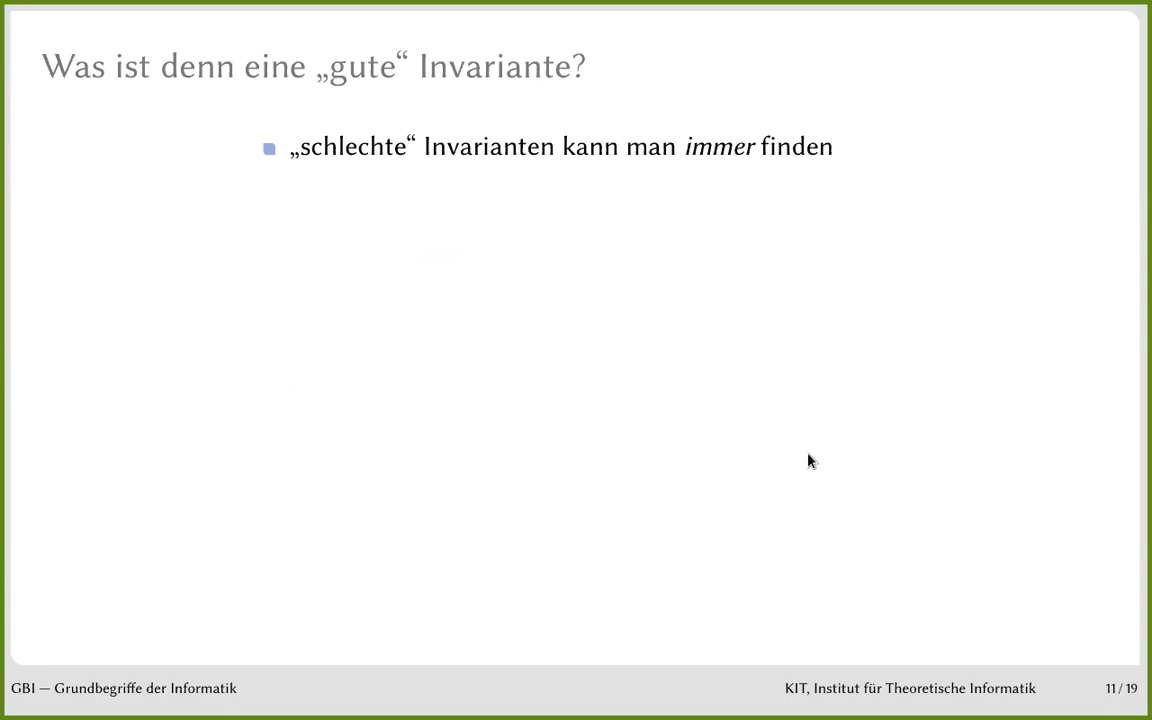 Was ist denn eine „gute“ Invariante?
„schlechte“ Invarianten kann man immer finden
GBI — Grundbegriffe der Informatik
KIT, Institut für Theoretische Informatik
11 / 19